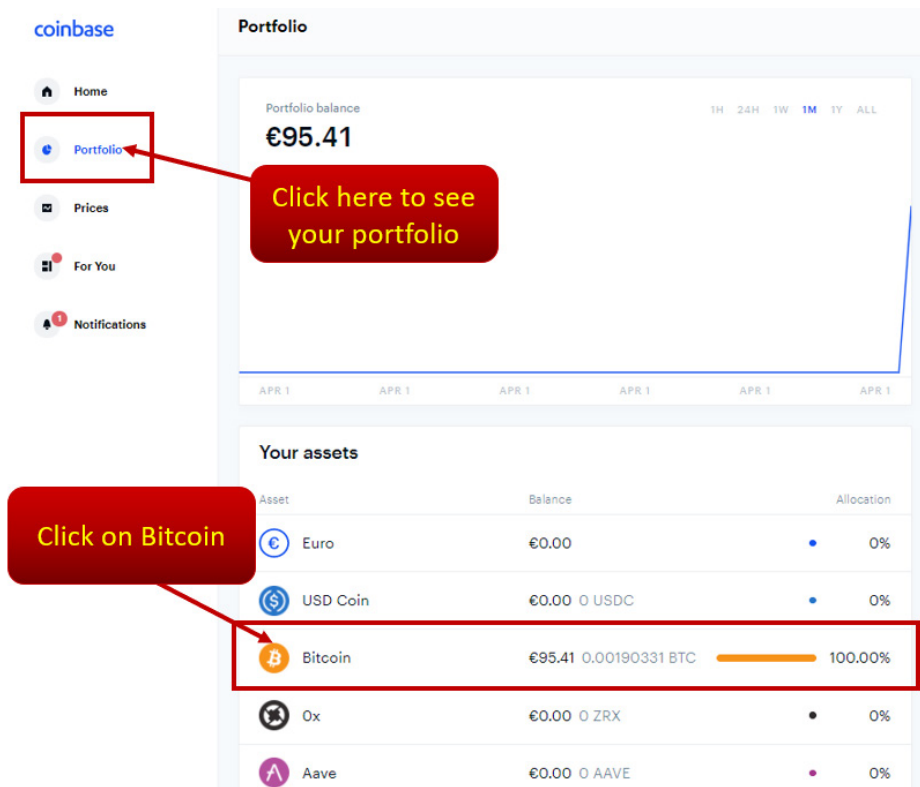 coinbase
Portfolio
Home
Portfolio
Prices
For You
1
Notifications
Portfolio balance
€95.41
1H 24H 1W 1M 1Y ALL
Click here to see
your portfolio
APR 1 APR 1 APR 1 APR 1 APR 1 APR 1
Your assets
Asset Balance Allocation
Click on Bitcoin
Euro €0.00 0%
USD Coin €0.00 0 USDC 0%
Bitcoin €95.41 0.00190331 BTC 100.00%
0x €0.00 0 ZRX 0%
Aave €0.00 0 AAVE 0%